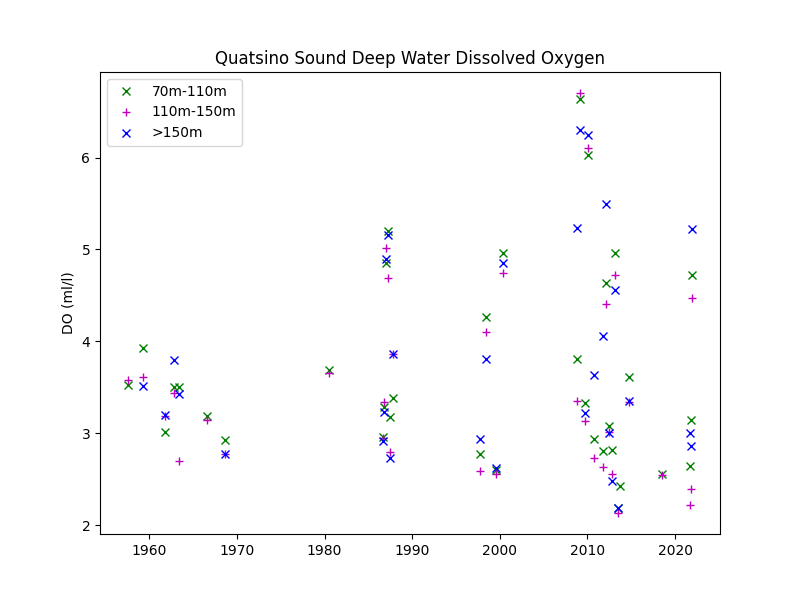 Quatsino Sound Deep Water Dissolved Oxygen
70m-110m
110m-150m
>150m
6
5
4
3
2
DO (ml/l)
1960 1970 1980 1990 2000 2010 2020